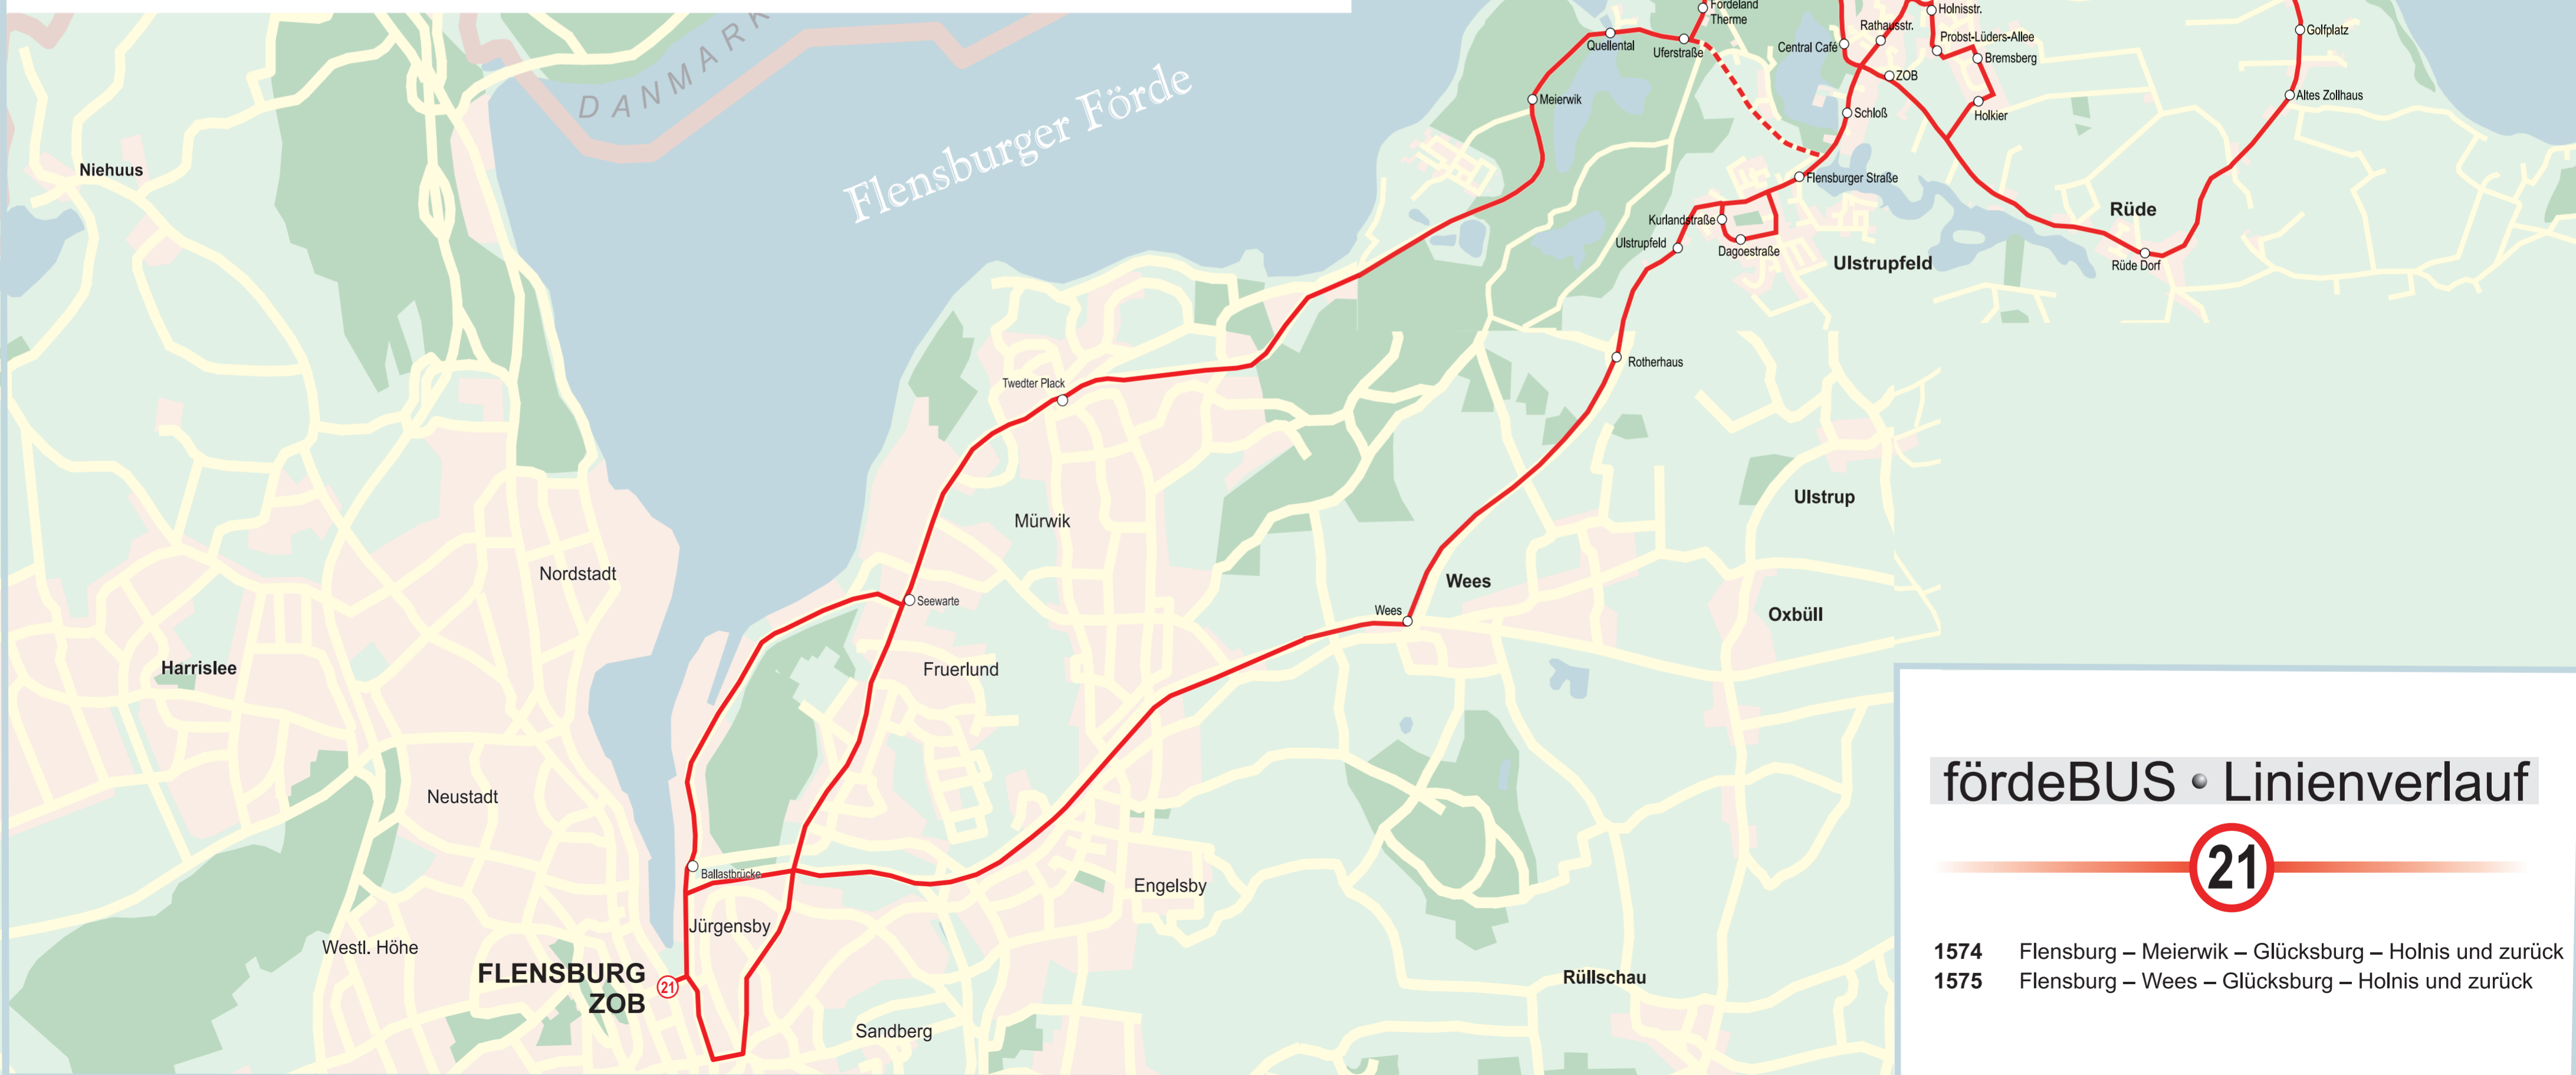 Fördeland
Therme
Holnisstr.
Rathausstr.
Golfplatz
Quellental
Uferstraße
Central Café
Probst-Lüders-Allee
Bremsberg
DANMARK
ZOB
Meierwik
Altes Zollhaus
Flensburger Förde
Schloß
Holkier
Niehuus
Flensburger Straße
Rüde
Kurlandstraße
Ulstrupfeld
Dagoestraße
Ulstrupfeld
Rüde Dorf
Rotherhaus
Twedter Plack
Ulstrup
Mürwik
Nordstadt
Wees
Seewarte
Wees
Oxbüll
Harrislee
Fruerlund
fördeBUS • Linienverlauf
Neustadt
21
Ballastbrücke
Engelsby
Jürgensby
Westl. Höhe
1574 Flensburg – Meierwik – Glücksburg – Holnis und zurück
1575 Flensburg – Wees – Glücksburg – Holnis und zurück
FLENSBURG
ZOB
21
Rüllschau
Sandberg